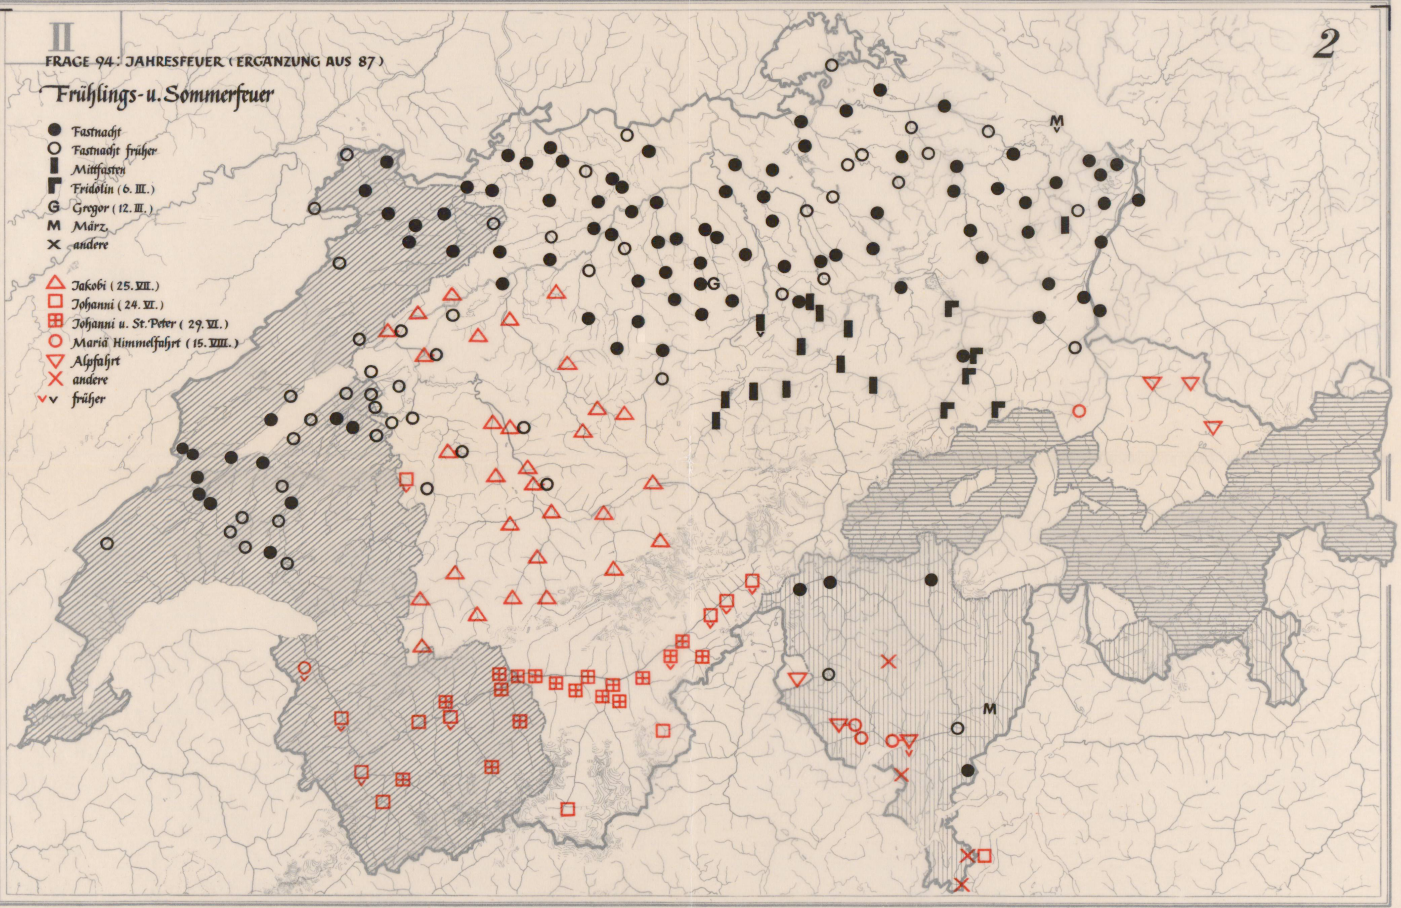 II
2
FRAGE 94: JAHRESFEUER (ERGÄNZUNG AUS 87)
Frühlings- u. Sommerfeuer
Fastnacht
Fastnacht früher
Mittfasten
Fridolin (6. III.)
G Gregor (12. III.)
M März
andere
Jakobi (25. VII.)
Johanni (24. VI.)
Johanni u. St. Peter (29. VI.)
Mariä Himmelfahrt (15. VIII.)
Alpfahrt
andere
früher
M
G
M